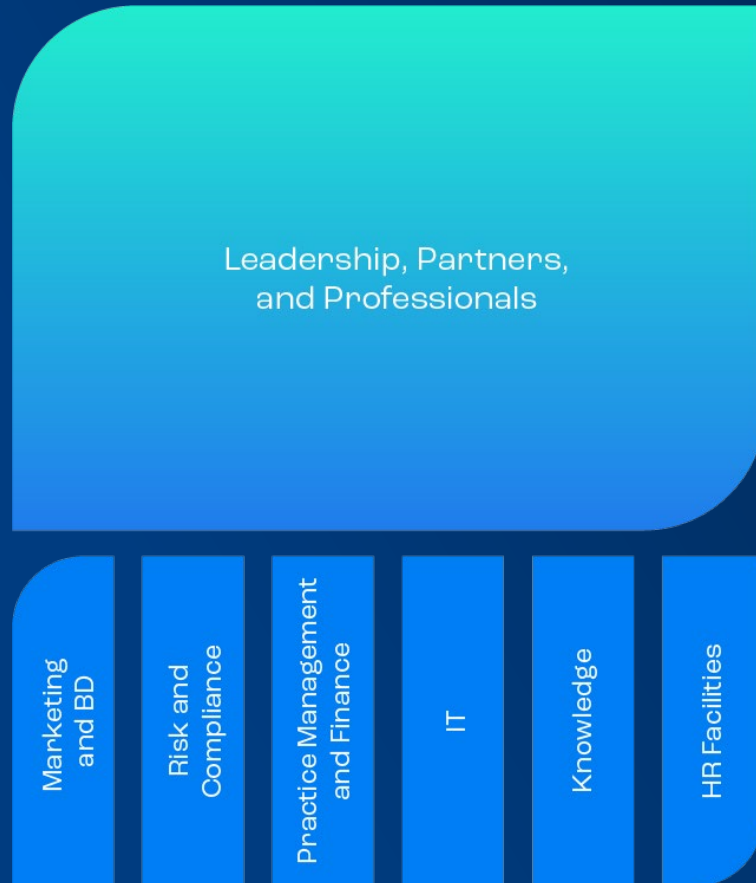 Leadership, Partners,
and Professionals
Marketing
and BD
Risk and
Compliance
Practice Management
and Finance
IT
Knowledge
HR Facilities